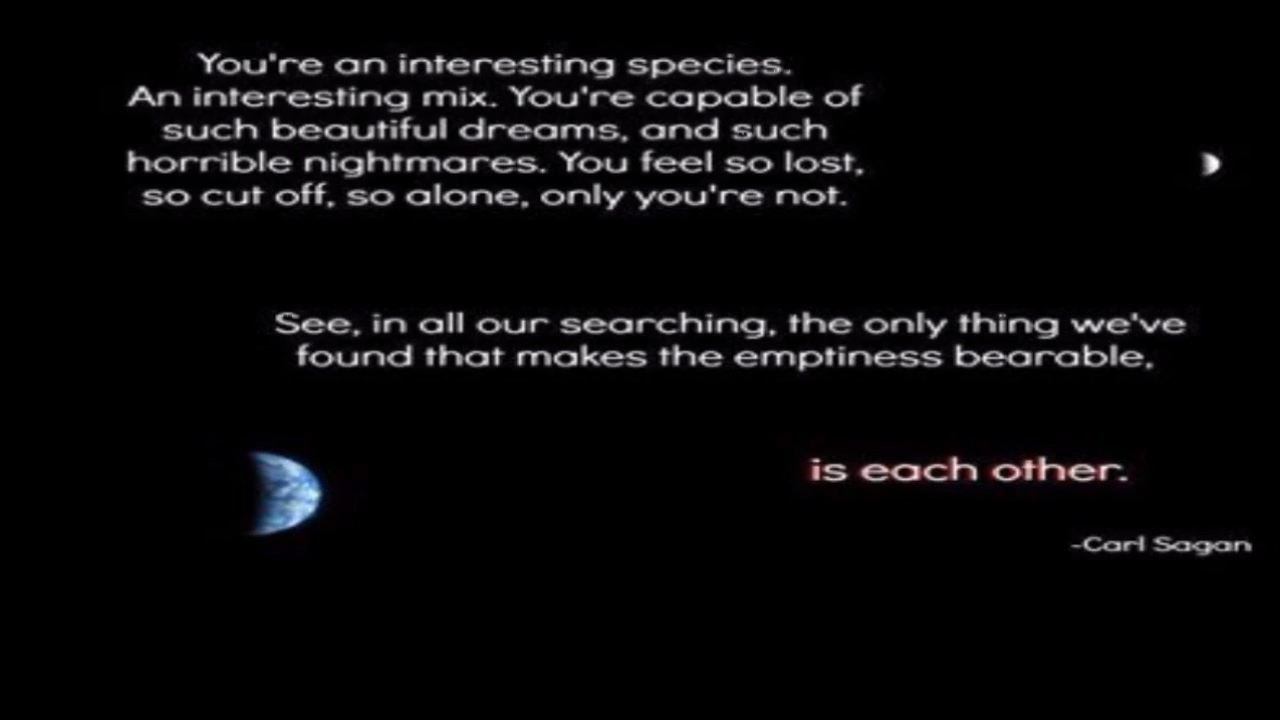 You're an interesting species.
An interesting mix. You're capable of
such beautiful dreams, and such
horrible nightmares. You feel so lost,
so cut off, so alone, only you're not.
See, in all our searching, the only thing we've
found that makes the emptiness bearable,
is each other.
-Carl Sagan